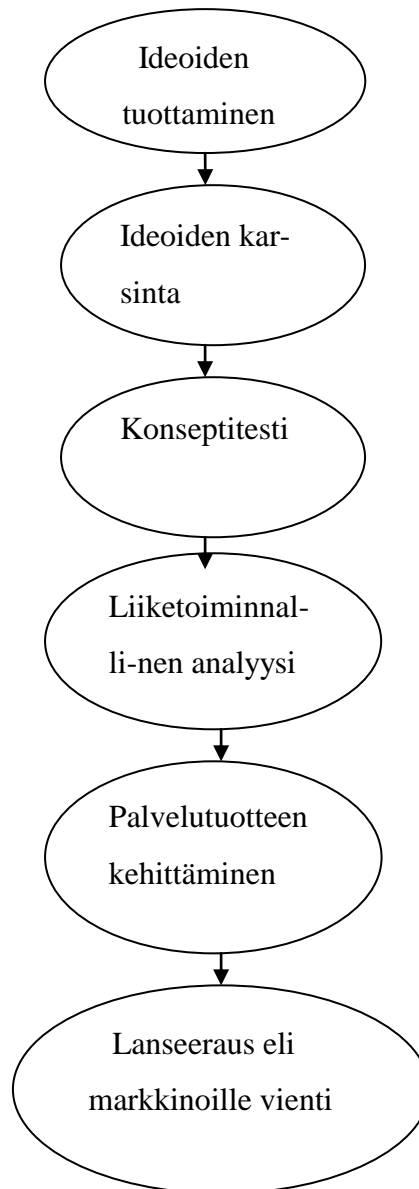 Ideoiden
tuottaminen
Ideoiden kar-
sinta
Konseptitesti
Liiketoiminnal-
li-nen analyysi
Palvelutuotteen
kehittäminen
Lanseeraus eli
markkinoille vienti